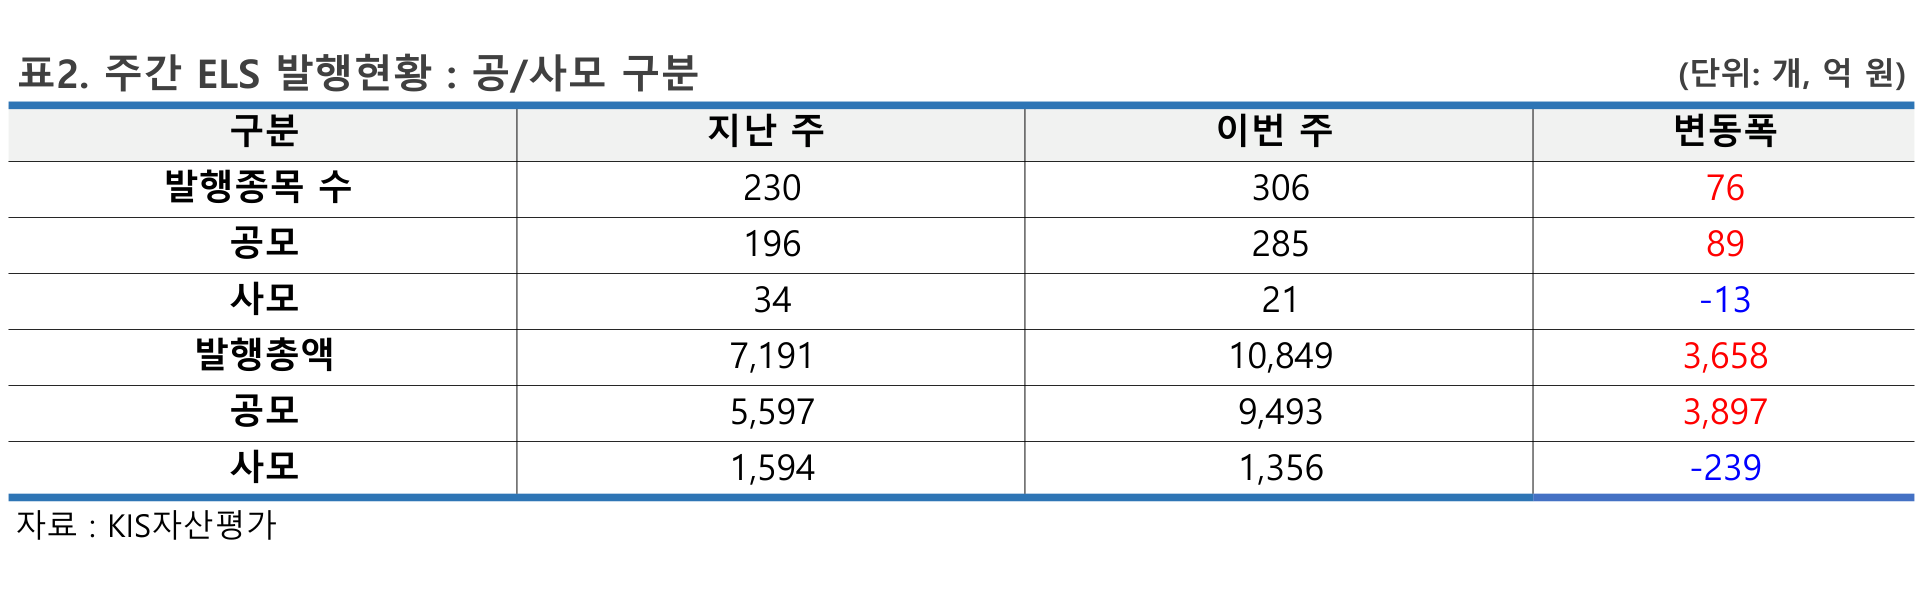 표2. 주간 ELS 발행현황 : 공/사모 구분 (단위: 개, 억 원)
구분 지난 주 이번 주 변동폭
발행종목 수 230 306 76
공모 196 285 89
사모 34 21 -13
발행총액 7,191 10,849 3,658
공모 5,597 9,493 3,897
사모 1,594 1,356 -239
자료 : KIS자산평가